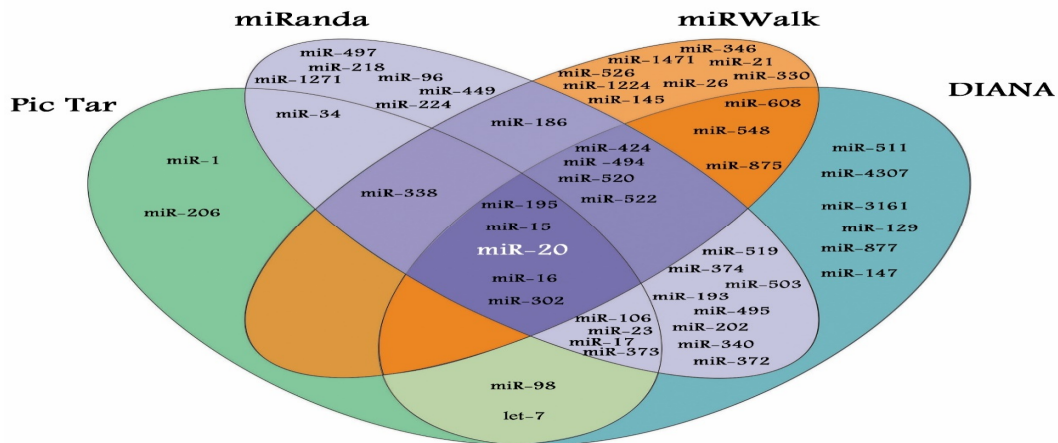 miRanda
miRWalk
Pic Tar
DIANA
miR-497
miR-218
miR-1271
miR-96
miR-449
miR-224
miR-34
miR-346
miR-1471
miR-21
miR-526
miR-330
miR-1224
miR-26
miR-145
miR-608
miR-186
miR-548
miR-875
miR-1
miR-206
miR-338
miR-424
miR -494
miR-520
miR-522
miR-511
miR-4307
miR-3161
miR-129
miR-877
miR-147
miR-195
miR-15
miR-20
miR-16
miR-302
miR-519
miR-374
miR-503
miR-193
miR-495
miR-202
miR-340
miR-372
miR-106
miR-23
miR-17
miR-373
miR-98
let-7